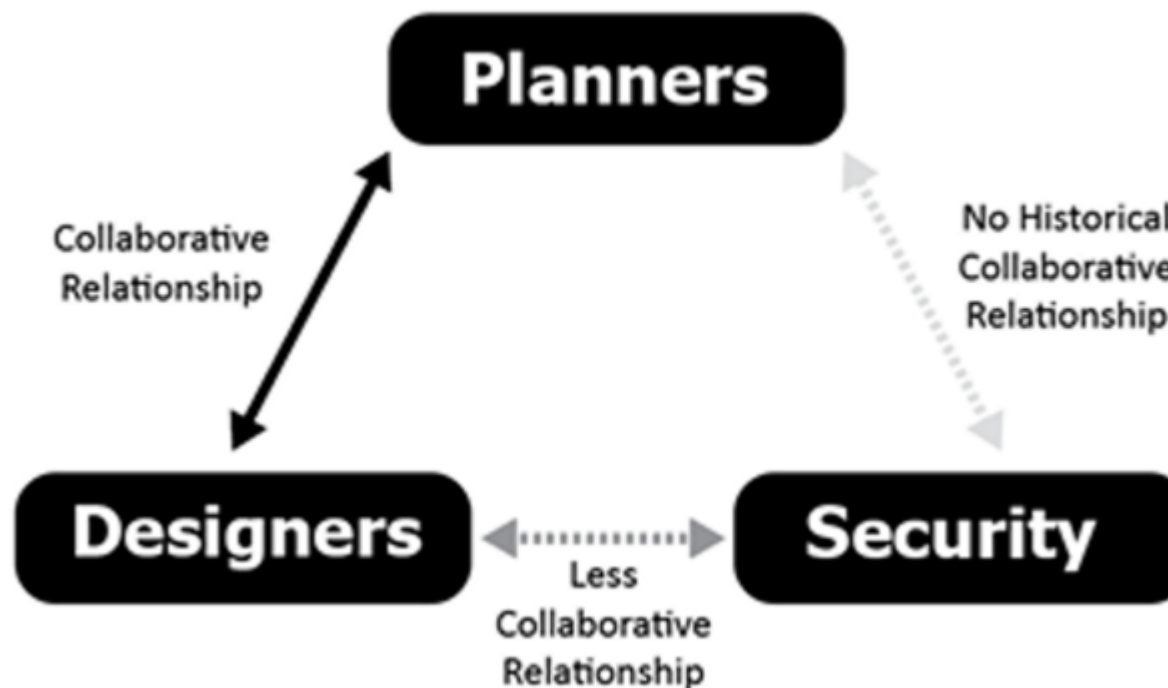 Planners
Collaborative
Relationship
No Historical
Collaborative
Relationship
Designers
Security
Less
Collaborative
Relationship